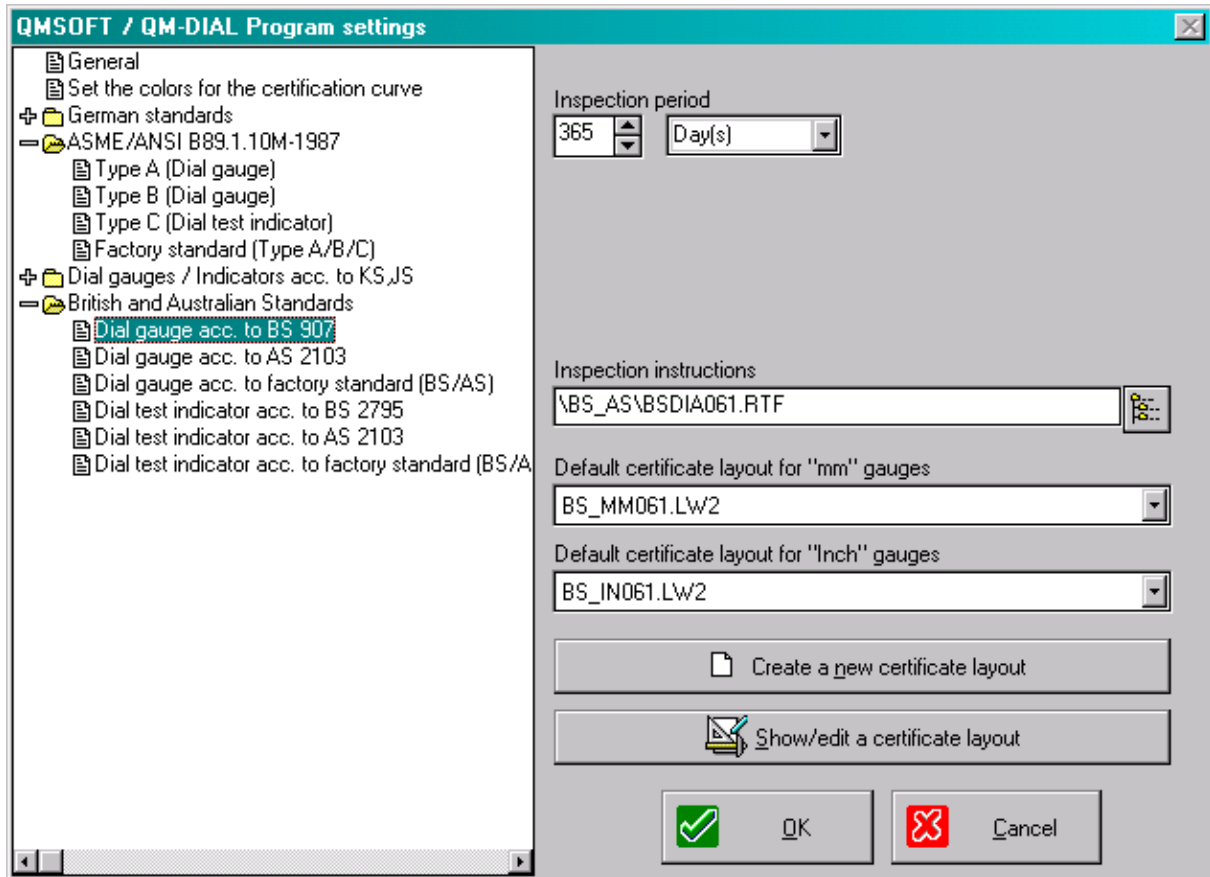 QMSOFT / QM-DIAL Program settings
General
Set the colors for the certification curve
German standards
ASME/ANSI B89.1.10M-1987
Type A (Dial gauge)
Type B (Dial gauge)
Type C (Dial test indicator)
Factory standard (Type A/B/C)
Dial gauges / Indicators acc. to KS,JS
British and Australian Standards
Dial gauge acc. to BS 907
Dial gauge acc. to AS 2103
Dial gauge acc. to factory standard (BS/AS)
Dial test indicator acc. to BS 2795
Dial test indicator acc. to AS 2103
Dial test indicator acc. to factory standard (BS/A
Inspection period
365 Day(s)
Inspection instructions
\BS_AS\BSDIA061.RTF
Default certificate layout for "mm" gauges
BS_MM061.LW2
Default certificate layout for "Inch" gauges
BS_IN061.LW2
Create a new certificate layout
Show/edit a certificate layout
OK Cancel